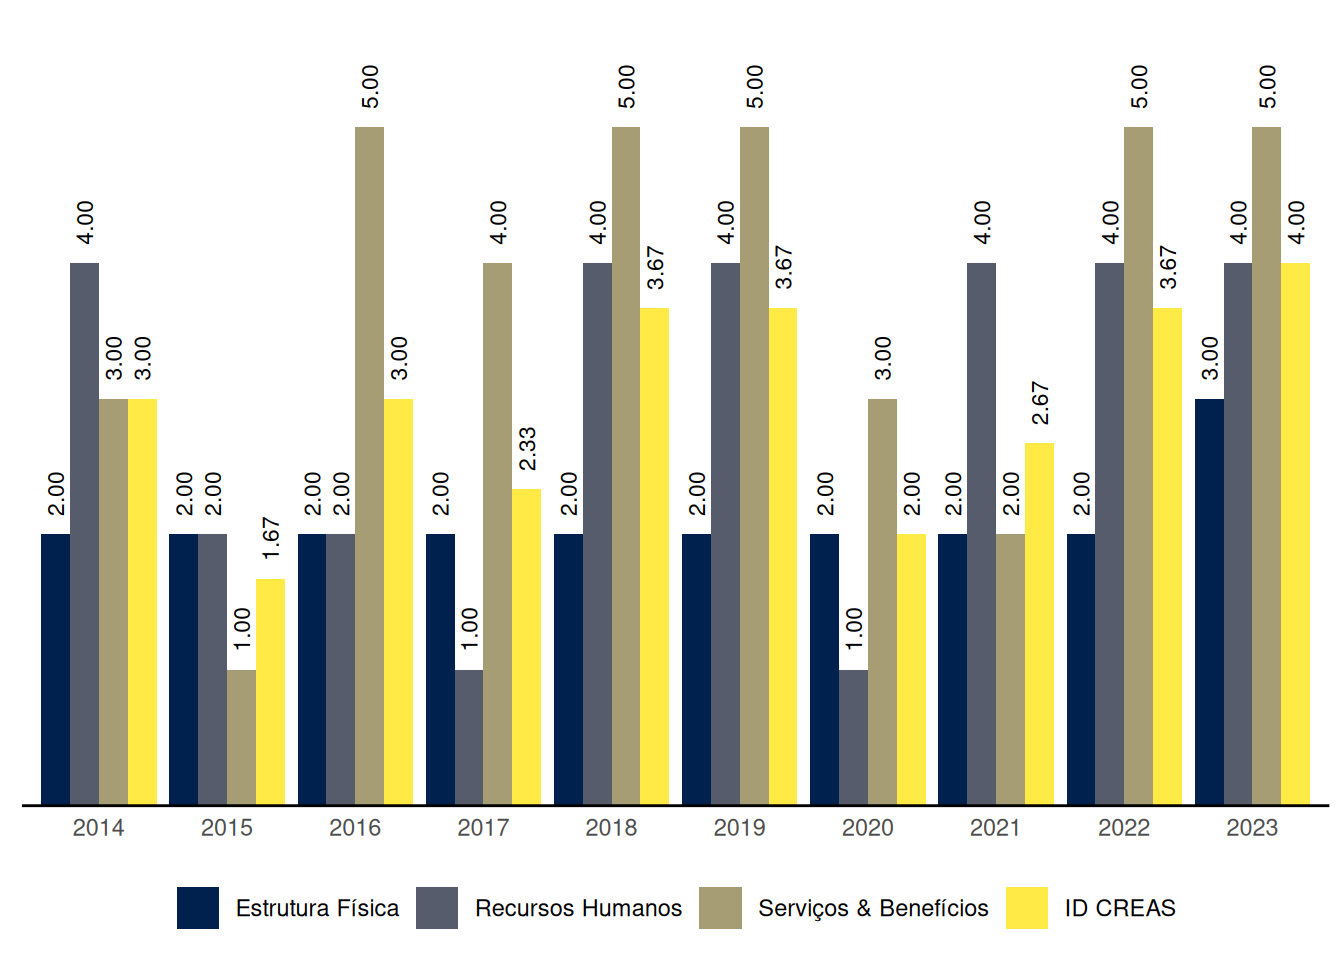 2.00 4.00 3.00 3.00 2.00 2.00 1.00 1.67 2.00 2.00 5.00 3.00 2.00 1.00 4.00 2.33 2.00 4.00 5.00 3.67 2.00 4.00 5.00 3.67 2.00 1.00 3.00 2.00 2.00 4.00 2.00 2.67 2.00 4.00 5.00 3.67 3.00 4.00 5.00 4.00
2014 2015 2016 2017 2018 2019 2020 2021 2022 2023
Estrutura Física Recursos Humanos Serviços & Benefícios ID CREAS